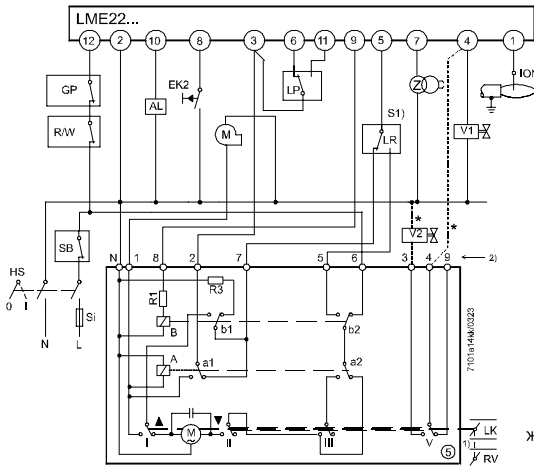 LME22...
12 2 10 8 3 6 11 9 5 7 4 1
ION
GP
AL
EK2
LP
Z
S1)
R/W
M
LR
V1
*
*
V2
SB
N 1 8 2 7 5 6 3 4 9
2)
HS
0 I
Si
N L
R1
R3
B
b1
b2
A
a1
a2
7101a14kk/0323
M
I
II
III
V
5
LK
1)
RV
Ж